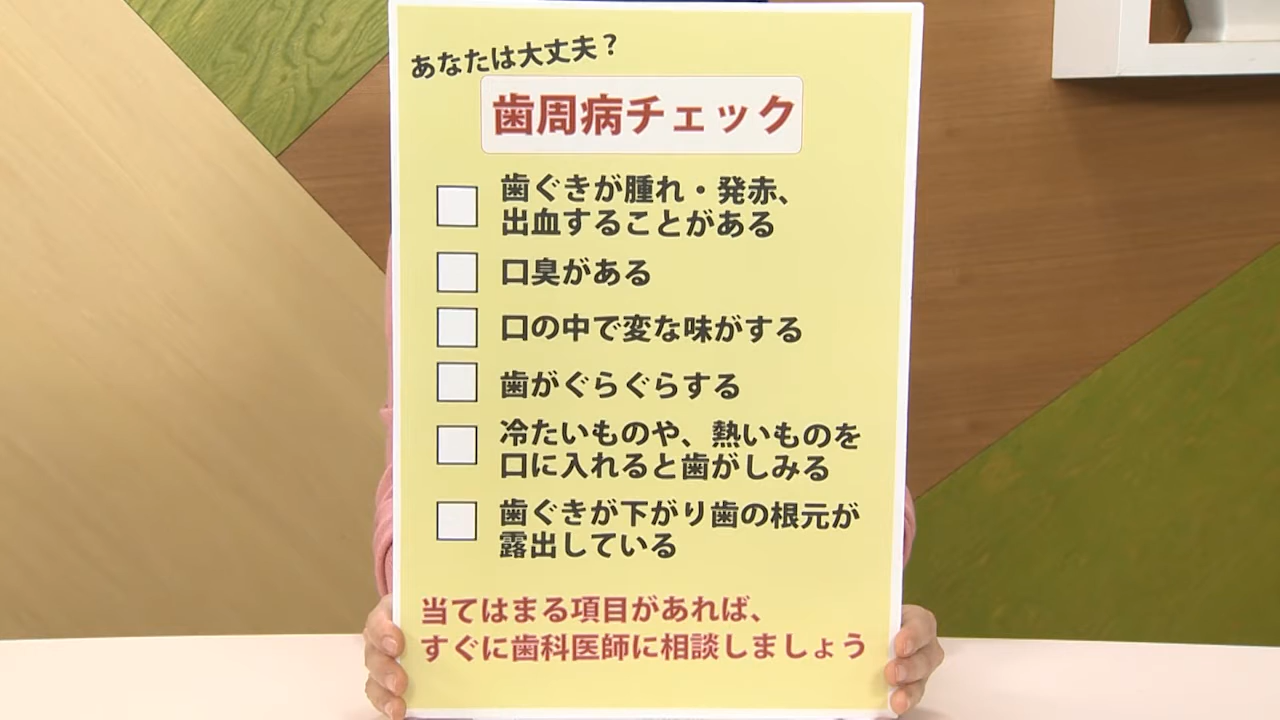 あなたは大丈夫?
歯周病チェック
歯ぐきが腫れ・発赤、
出血することがある
口臭がある
口の中で変な味がする
歯がぐらぐらする
冷たいものや、熱いものを
口に入れると歯がしみる
歯ぐきが下がり歯の根元が
露出している
当てはまる項目があれば、
すぐに歯科医師に相談しましょう